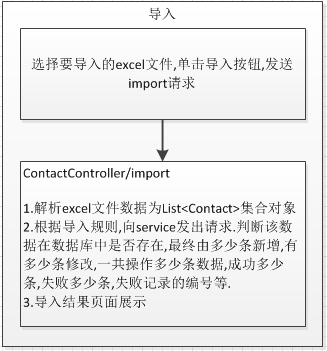 导入
选择要导入的excel文件,单击导入按钮,发送
import请求
ContactController/import
1.解析excel文件数据为List<Contact>集合对象
2.根据导入规则,向service发出请求.判断该数
据在数据库中是否存在,最终由多少条新增,有
多少条修改,一共操作多少条数据,成功多少
条,失败多少条,失败记录的编号等.
3.导入结果页面展示